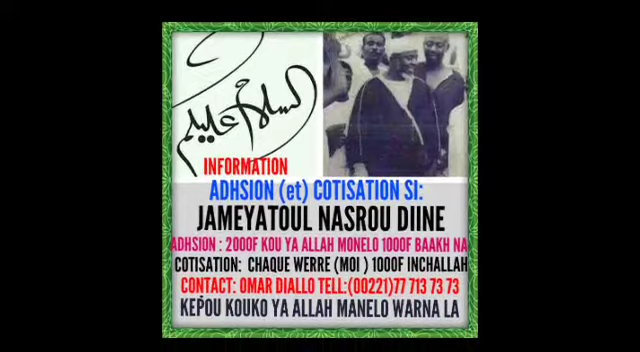 السلام عليكم
INFORMATION
ADHSION (et) COTISATION SI:
JAMEYATOUL NASROU DIINE
ADHSION : 2000F KOU YA ALLAH MONELO 1000F BAAKH NA
COTISATION: CHAQUE WERRE (MOI ) 1000F INCHALLAH
CONTACT: OMAR DIALLO TELL:(00221)77 713 73 73
KEPOU KOUKO YA ALLAH MANELO WARNA LA